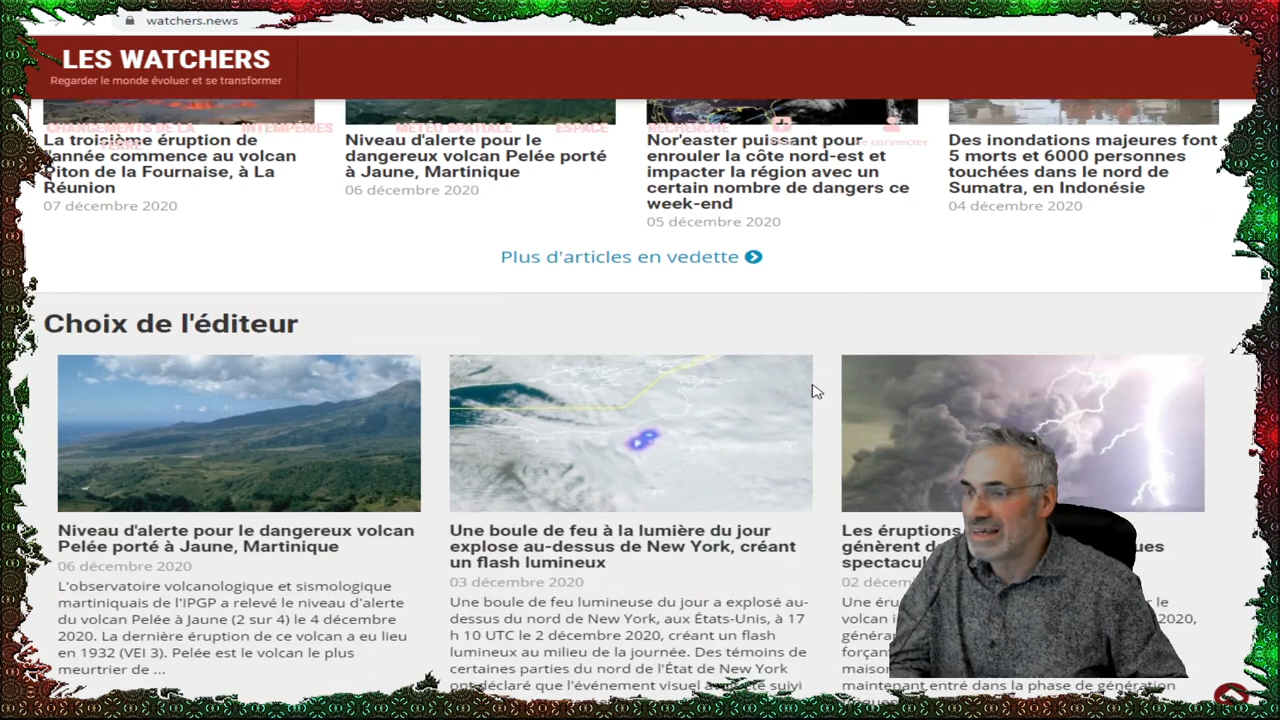 watchers.news
LES WATCHERS
Regarder le monde évoluer et se transformer
CHANGEMENTS DE LA TERRE
INTEMPÉRIES
MÉTÉO SPATIALE
ESPACE
RECHERCHE
La troisième éruption de
l'année commence au volcan
Piton de la Fournaise, à La
Réunion
07 décembre 2020
Niveau d'alerte pour le
dangereux volcan Pelée porté
à Jaune, Martinique
06 décembre 2020
Nor'easter puissant pour
enrouler la côte nord-est et
impacter la région avec un
certain nombre de dangers ce
week-end
05 décembre 2020
Des inondations majeures font
5 morts et 6000 personnes
touchées dans le nord de
Sumatra, en Indonésie
04 décembre 2020
Plus d'articles en vedette
Choix de l'éditeur
Niveau d'alerte pour le dangereux volcan
Pelée porté à Jaune, Martinique
06 décembre 2020
L'observatoire volcanologique et sismologique
martiniquais de l'IPGP a relevé le niveau d'alerte
du volcan Pelée à Jaune (2 sur 4) le 4 décembre
2020. La dernière éruption de ce volcan a eu lieu
en 1932 (VEI 3). Pelée est le volcan le plus
meurtrier de ...
Une boule de feu à la lumière du jour
explose au-dessus de New York, créant
un flash lumineux
03 décembre 2020
Une boule de feu lumineuse du jour a explosé au-
dessus du nord de New York, aux États-Unis, à 17
h 10 UTC le 2 décembre 2020, créant un flash
lumineux au milieu de la journée. Des témoins de
certaines parties du nord de l'État de New York
ont déclaré que l'événement visuel a été suivi
Les éruptions
génèrent
spectacul
02 décem
Une éru
volcan
2020,
généra
forçan
maison
maintenant entré dans la phase de génération